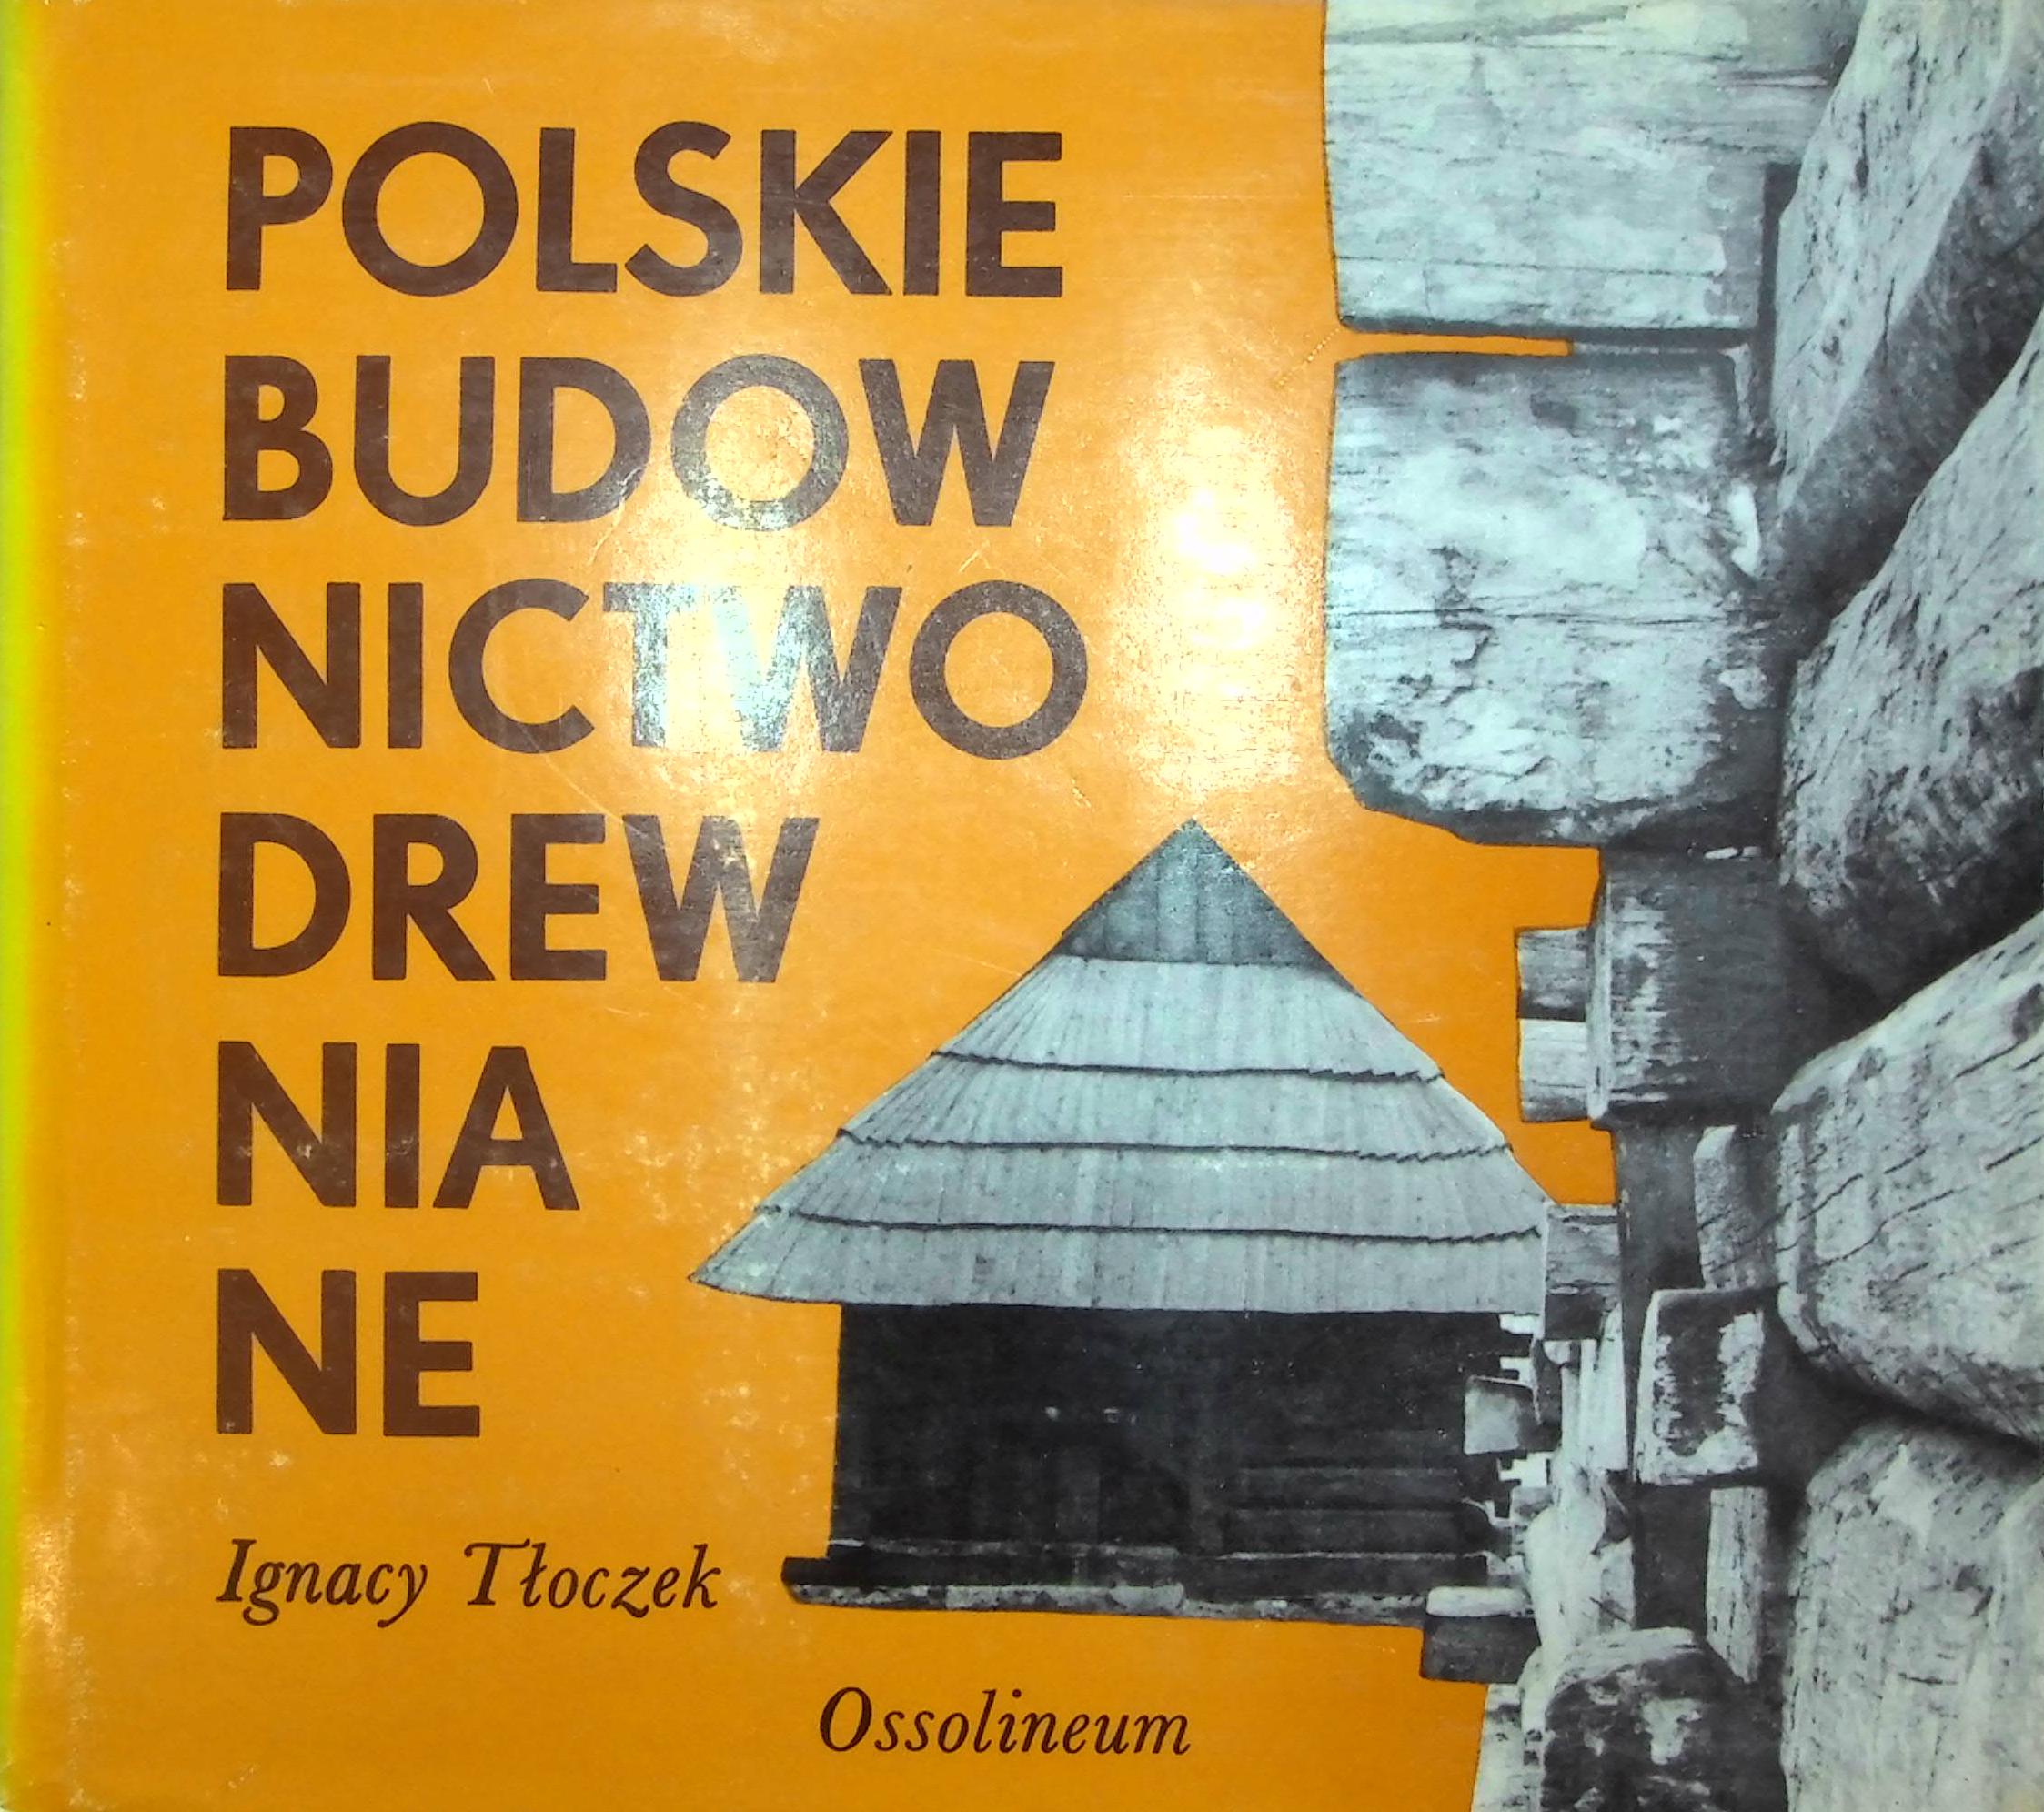 POLSKIE
BUDOW
NICTWO
DREW
NIA
NE
Ignacy Tłoczek
Ossolineum